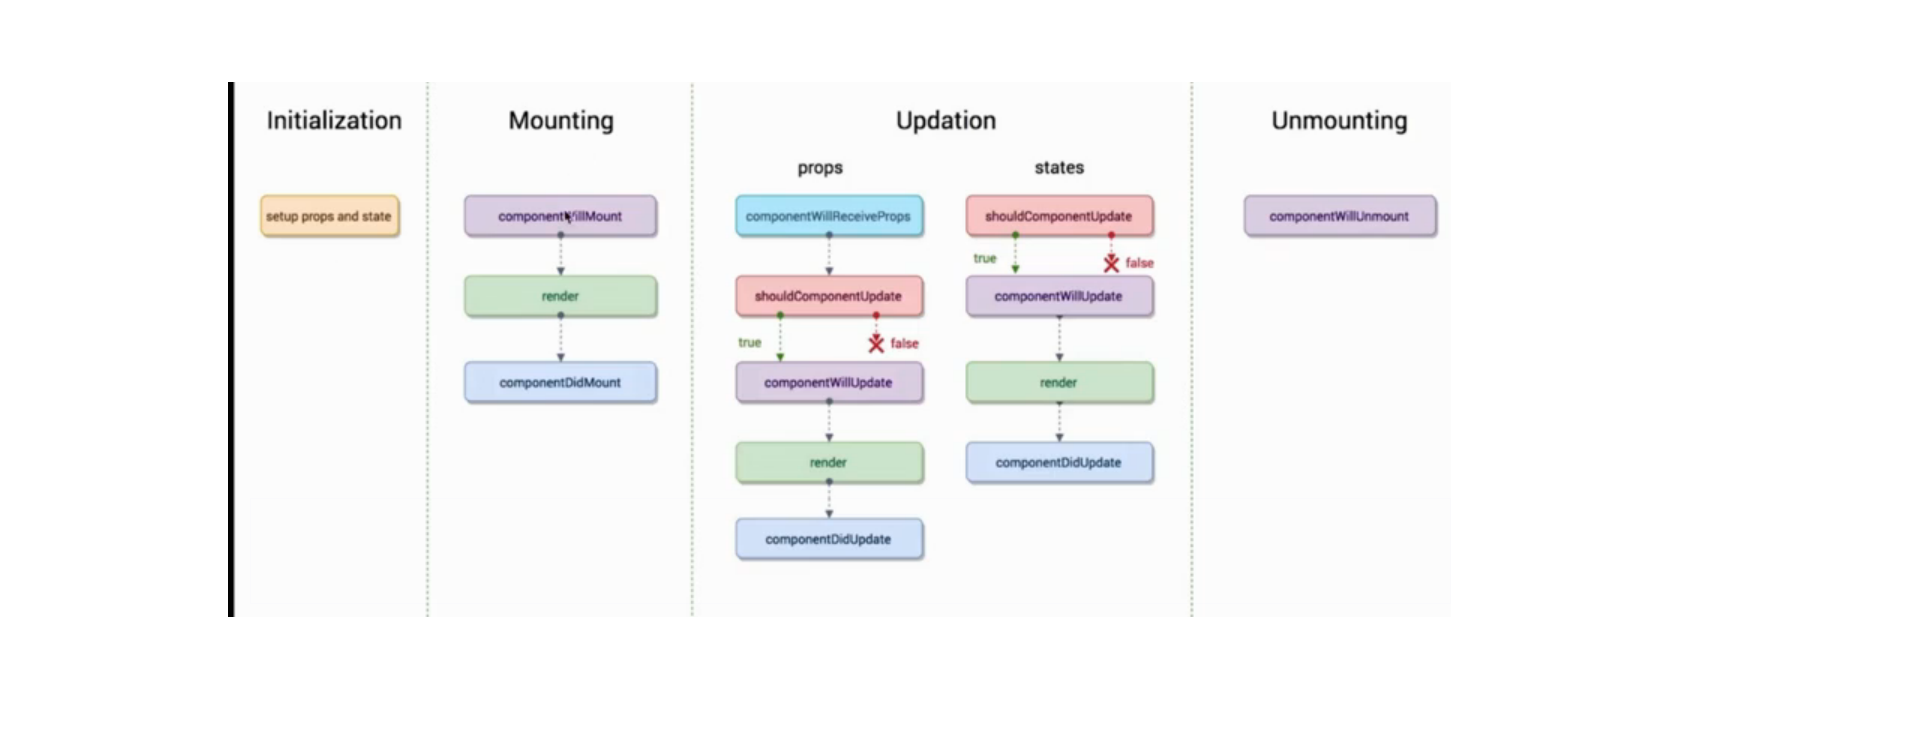 Initialization
Mounting
Updation
Unmounting
props
states
setup props and state
componentWillMount
render
componentDidMount
componentWillReceiveProps
shouldComponentUpdate
true
false
componentWillUpdate
render
componentDidUpdate
shouldComponentUpdate
true
false
componentWillUpdate
render
componentDidUpdate
componentWillUnmount